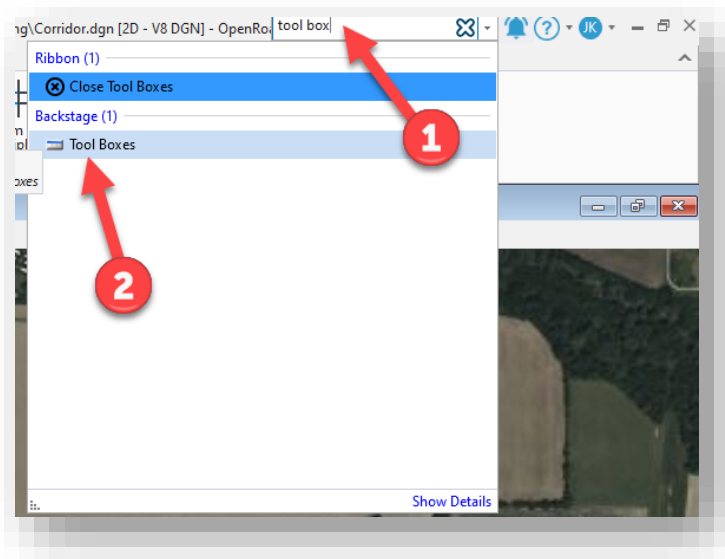 ng\Corridor.dgn [2D - V8 DGN] - OpenRoa tool box JK
Ribbon (1)
Close Tool Boxes
Backstage (1)
1
Tool Boxes
2
Show Details